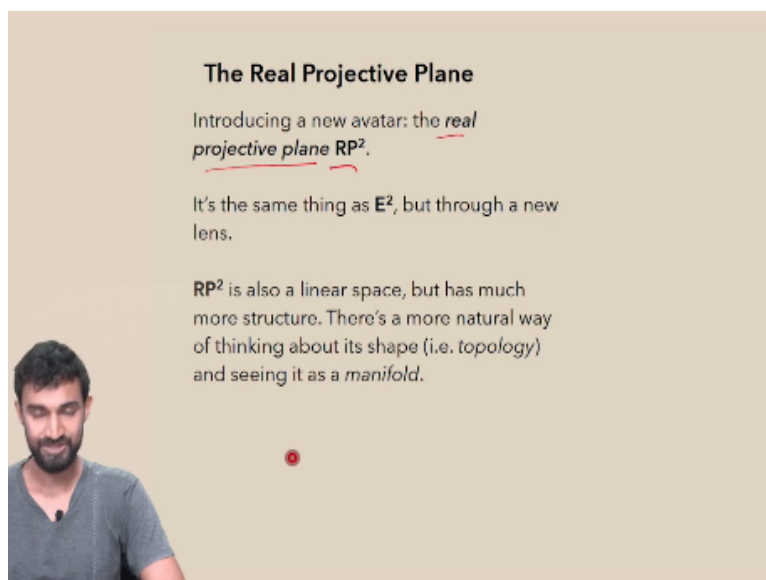 The Real Projective Plane
Introducing a new avatar: the real
projective plane RP².
It's the same thing as E², but through a new
lens.
RP² is also a linear space, but has much
more structure. There's a more natural way
of thinking about its shape (i.e. topology)
and seeing it as a manifold.